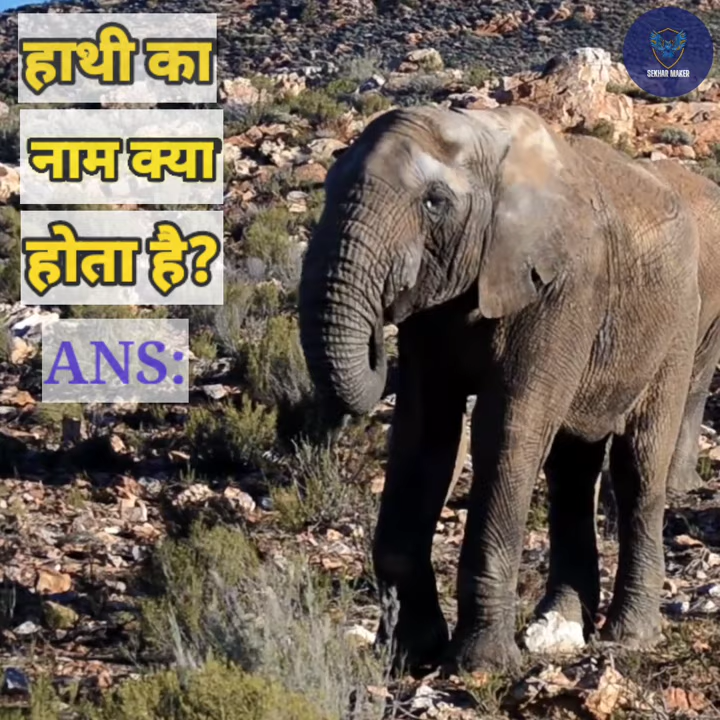 हाथी का
नाम क्या
होता है?
ANS:
SEKHAR MAKER